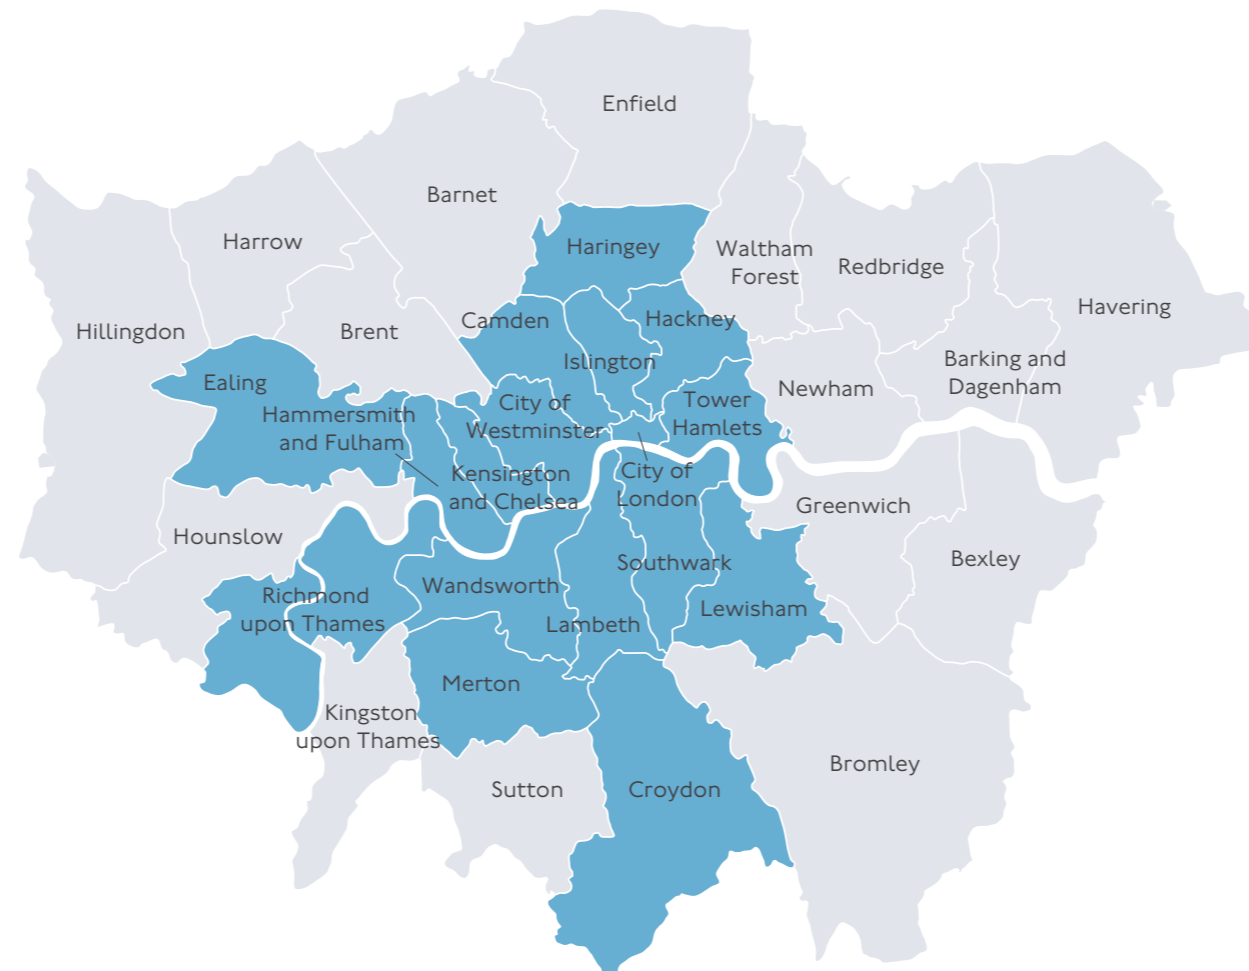 Enfield
Barnet
Harrow
Haringey
Waltham
Forest
Redbridge
Havering
Hillingdon
Brent
Camden
Hackney
Islington
Barking and
Dagenham
Newham
Ealing
Hammersmith
and Fulham
City of
Westminster
Tower
Hamlets
Kensington
and Chelsea
City of
London
Greenwich
Hounslow
Bexley
Southwark
Wandsworth
Richmond
upon Thames
Lewisham
Lambeth
Merton
Kingston
upon Thames
Bromley
Sutton
Croydon